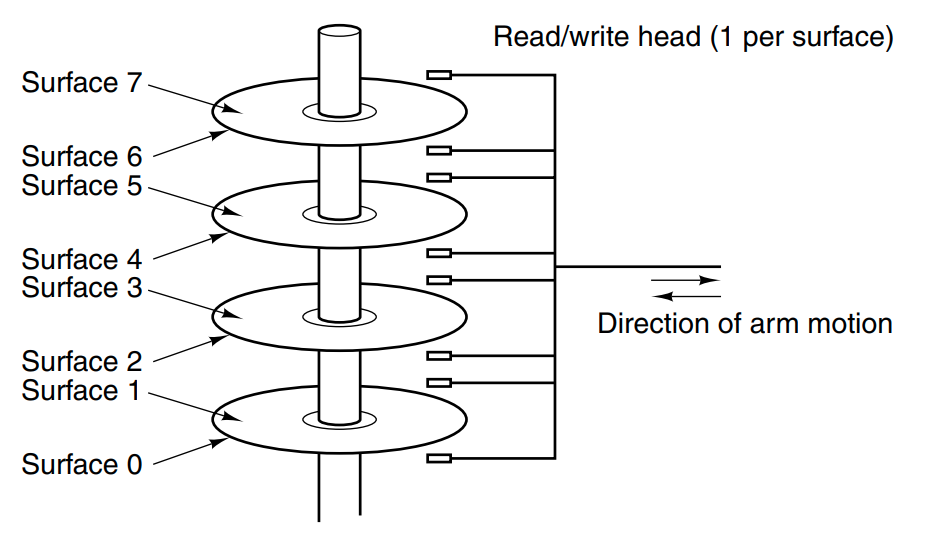 Read/write head (1 per surface)
Surface 7
Surface 6
Surface 5
Surface 4
Surface 3
Direction of arm motion
Surface 2
Surface 1
Surface 0